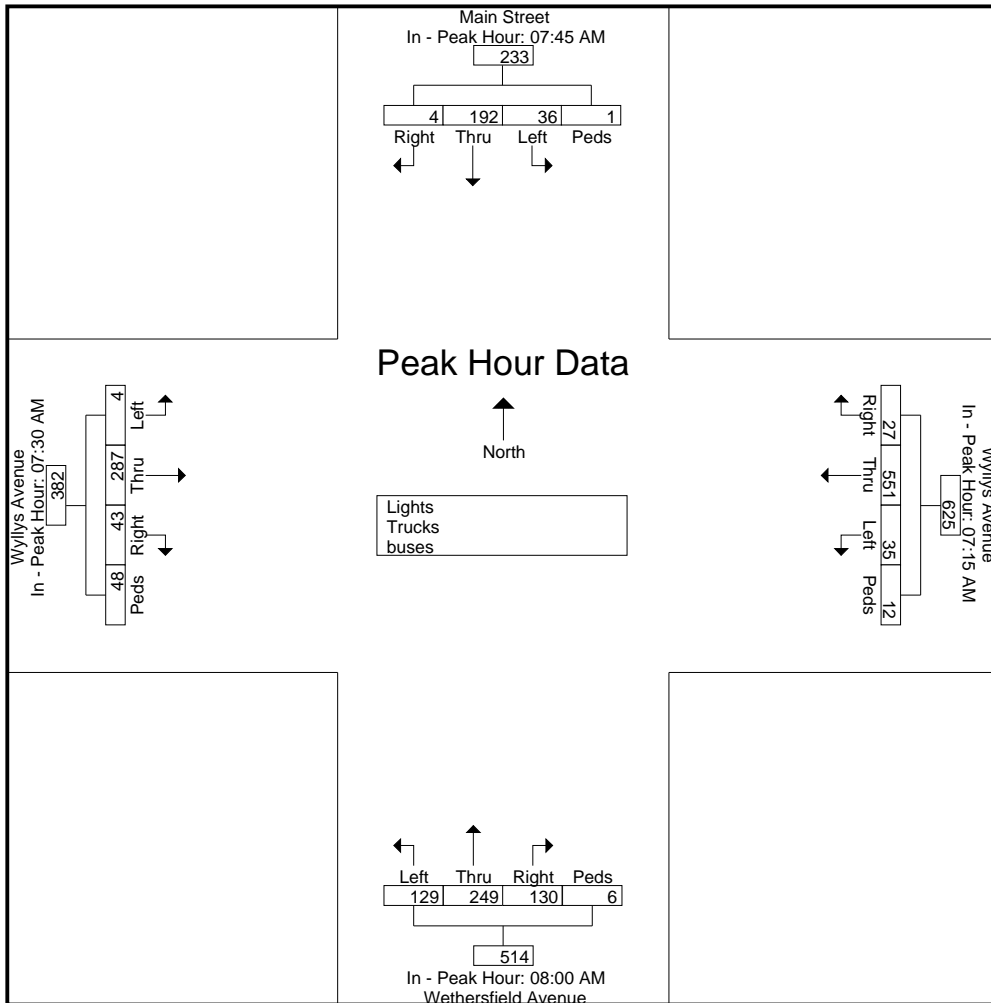 Main Street
In - Peak Hour: 07:45 AM
233
4 192 36 1
Right Thru Left Peds
Peak Hour Data
North
Lights
Trucks
buses
Wyllys Avenue
In - Peak Hour: 07:30 AM
382
4 287 43 48
Left Thru Right Peds
Wyllys Avenue
In - Peak Hour: 07:15 AM
625
27 551 35 12
Right Thru Left Peds
Left Thru Right Peds
129 249 130 6
514
In - Peak Hour: 08:00 AM
Wethersfield Avenue